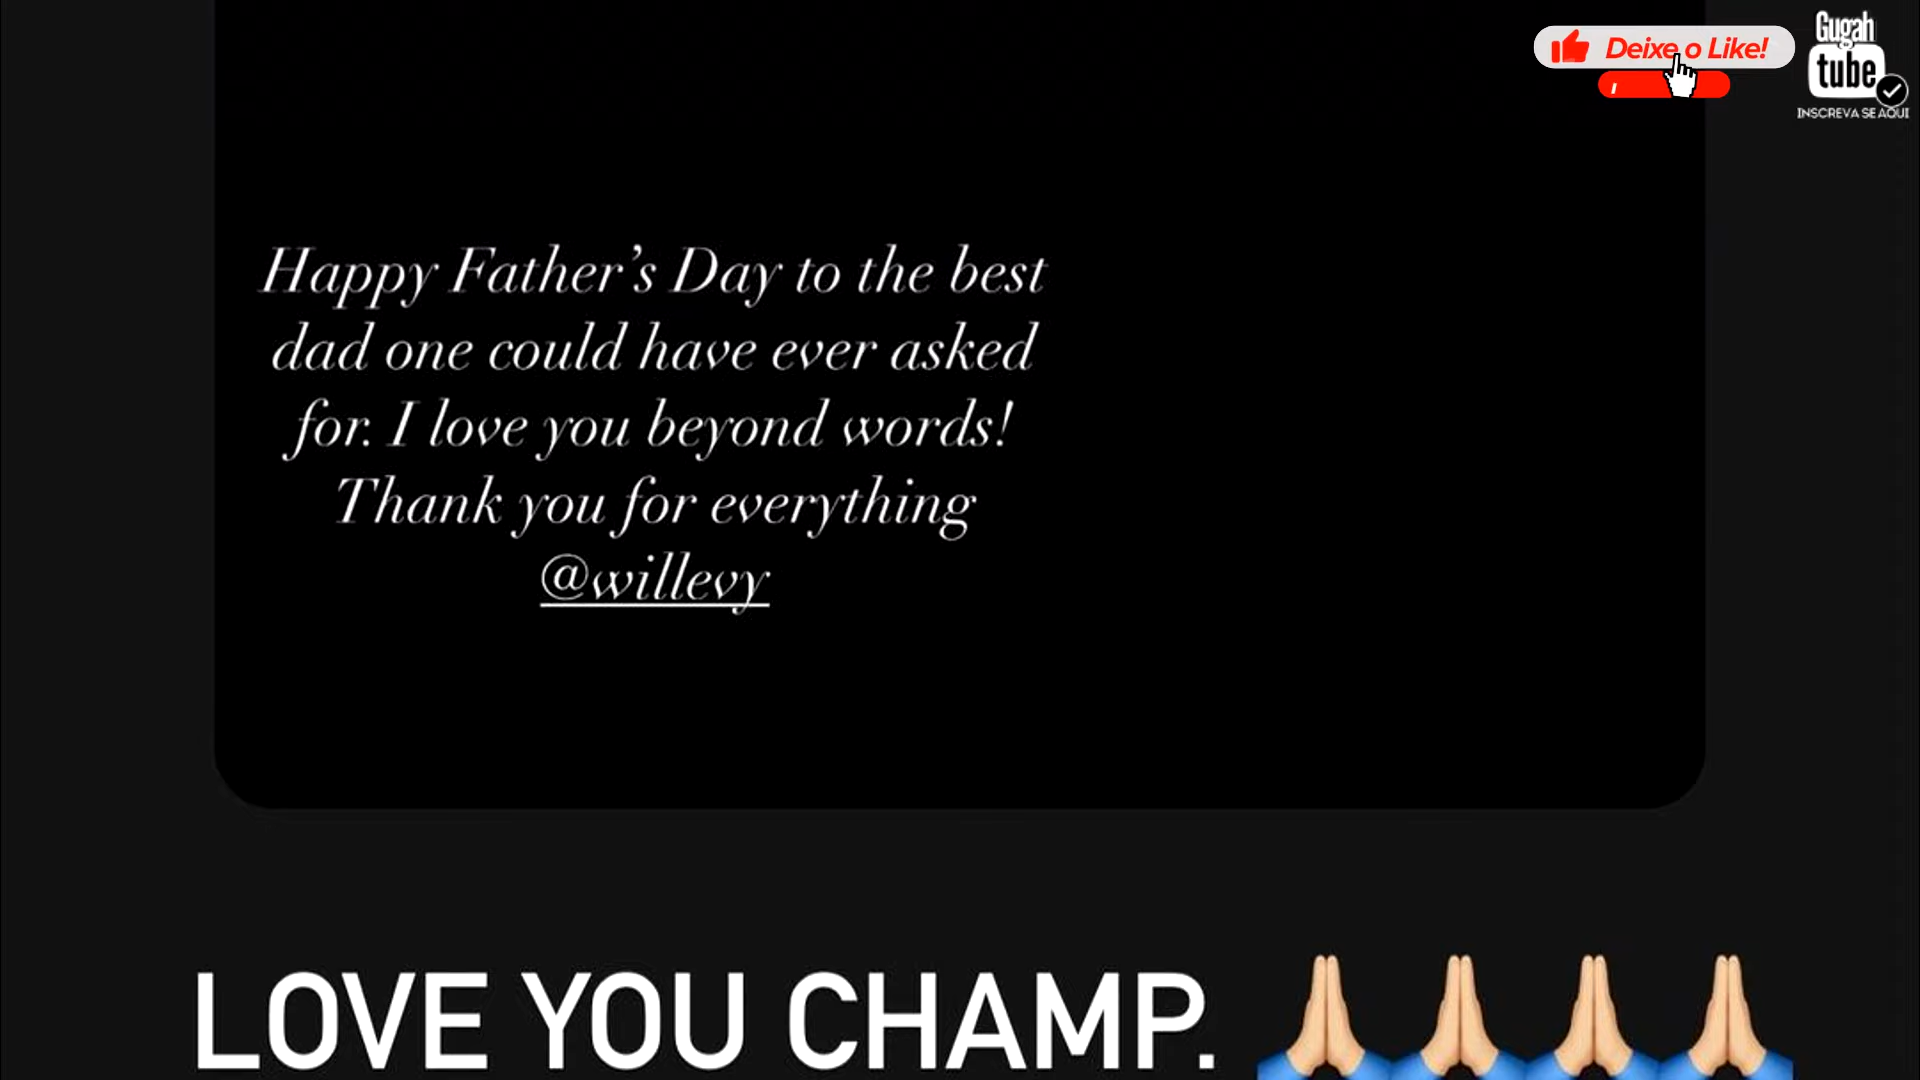 Deixe o Like!
Gugah
tube
INSCREVA SE AQUI
Happy Father’s Day to the best
dad one could have ever asked
for. I love you beyond words!
Thank you for everything
@willevy
LOVE YOU CHAMP. 🙏🏼🙏🏼🙏🏼🙏🏼